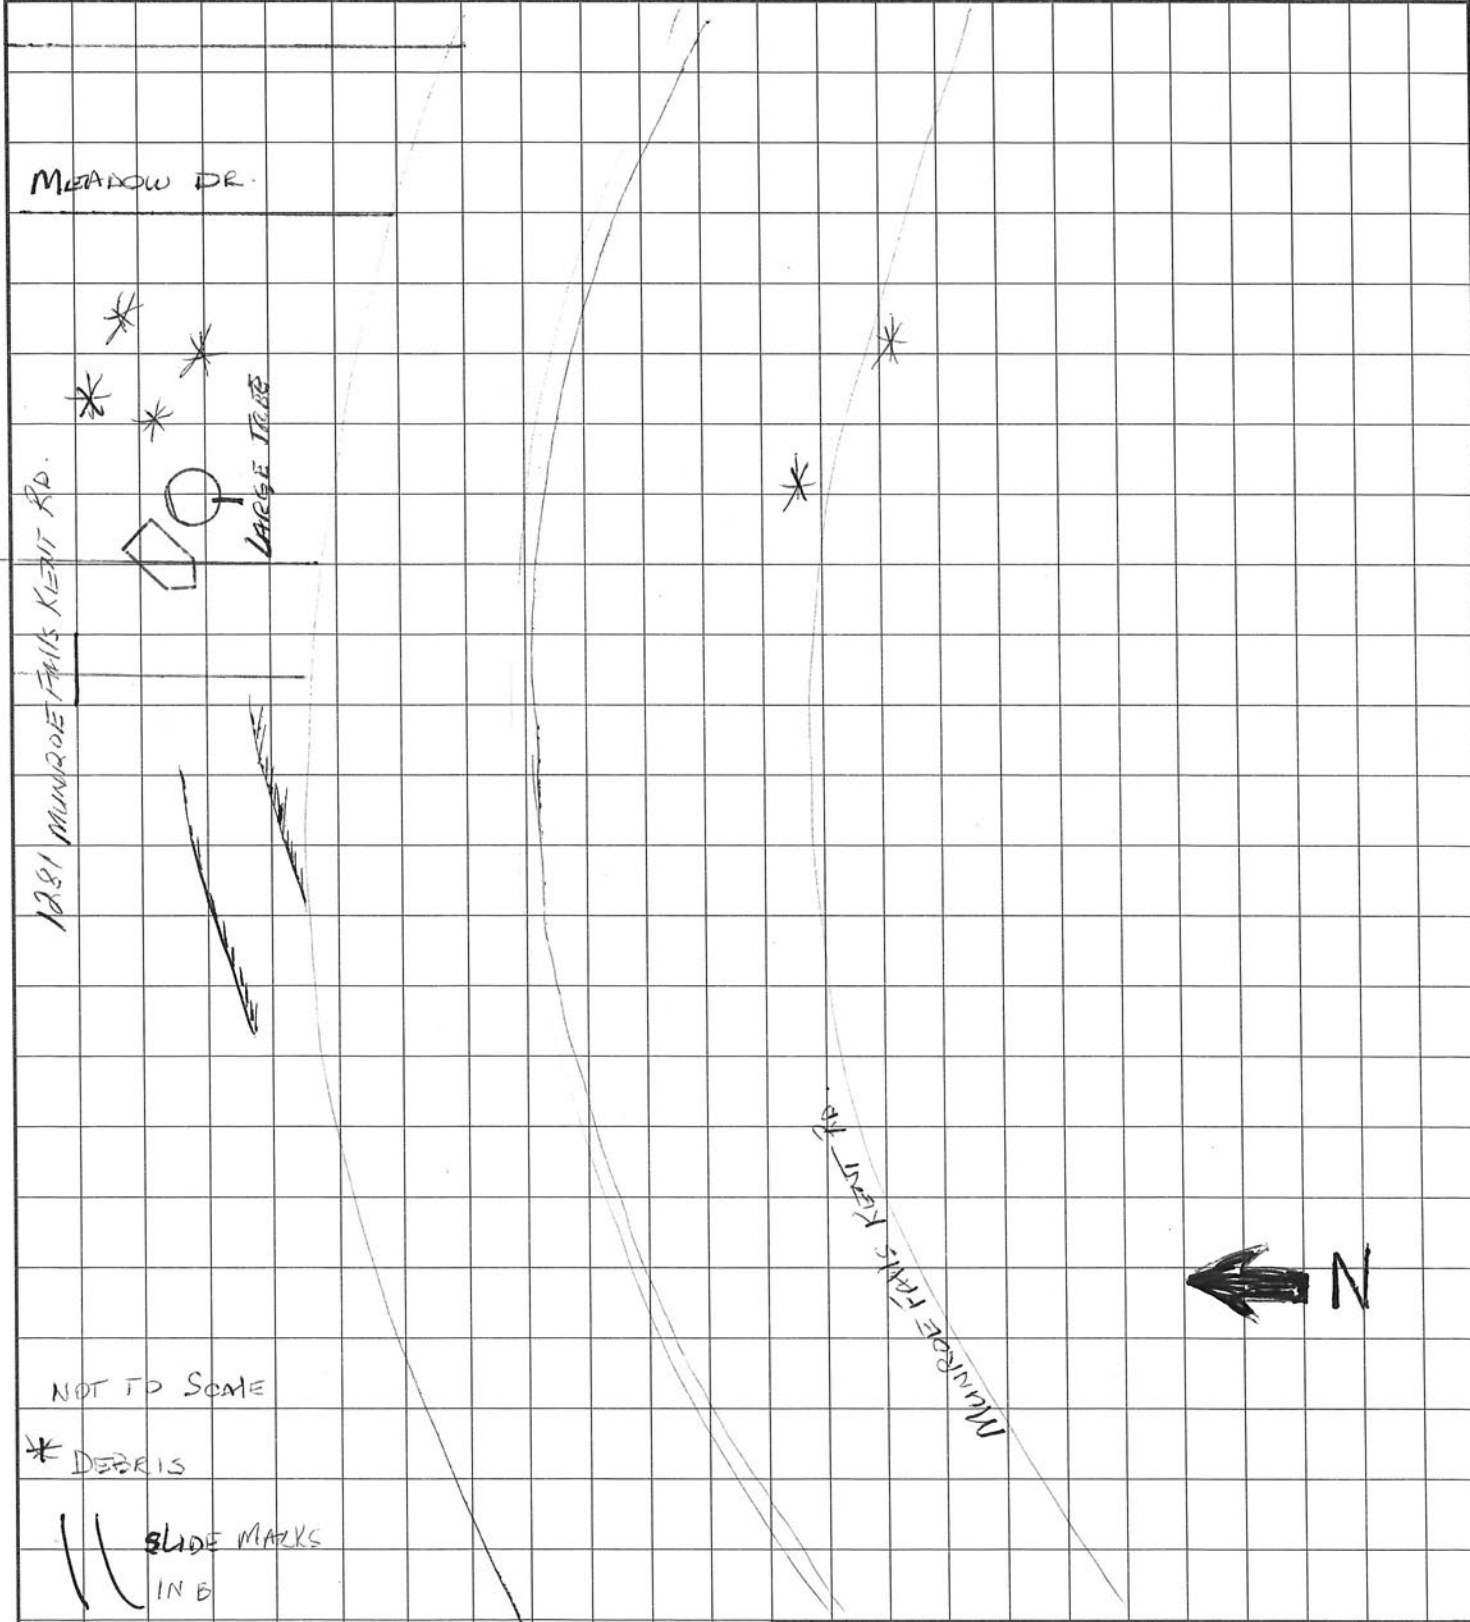 MEADOW DR.
LARGE TREE
1281 MUNROE FALLS KENT RD.
MUNROE FALLS KENT RD.
N
NOT TO SCALE
* DEBRIS
SLIDE MARKS
IN B